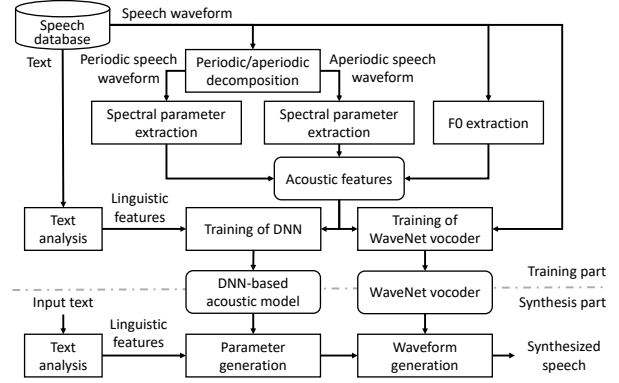 Speech waveform
Speech
database
Text
Periodic speech
waveform
Periodic/aperiodic
decomposition
Aperiodic speech
waveform
Spectral parameter
extraction
Spectral parameter
extraction
F0 extraction
Acoustic features
Linguistic
features
Text
analysis
Training of DNN
Training of
WaveNet vocoder
DNN-based
acoustic model
WaveNet vocoder
Training part
Synthesis part
Input text
Linguistic
features
Text
analysis
Parameter
generation
Waveform
generation
Synthesized
speech